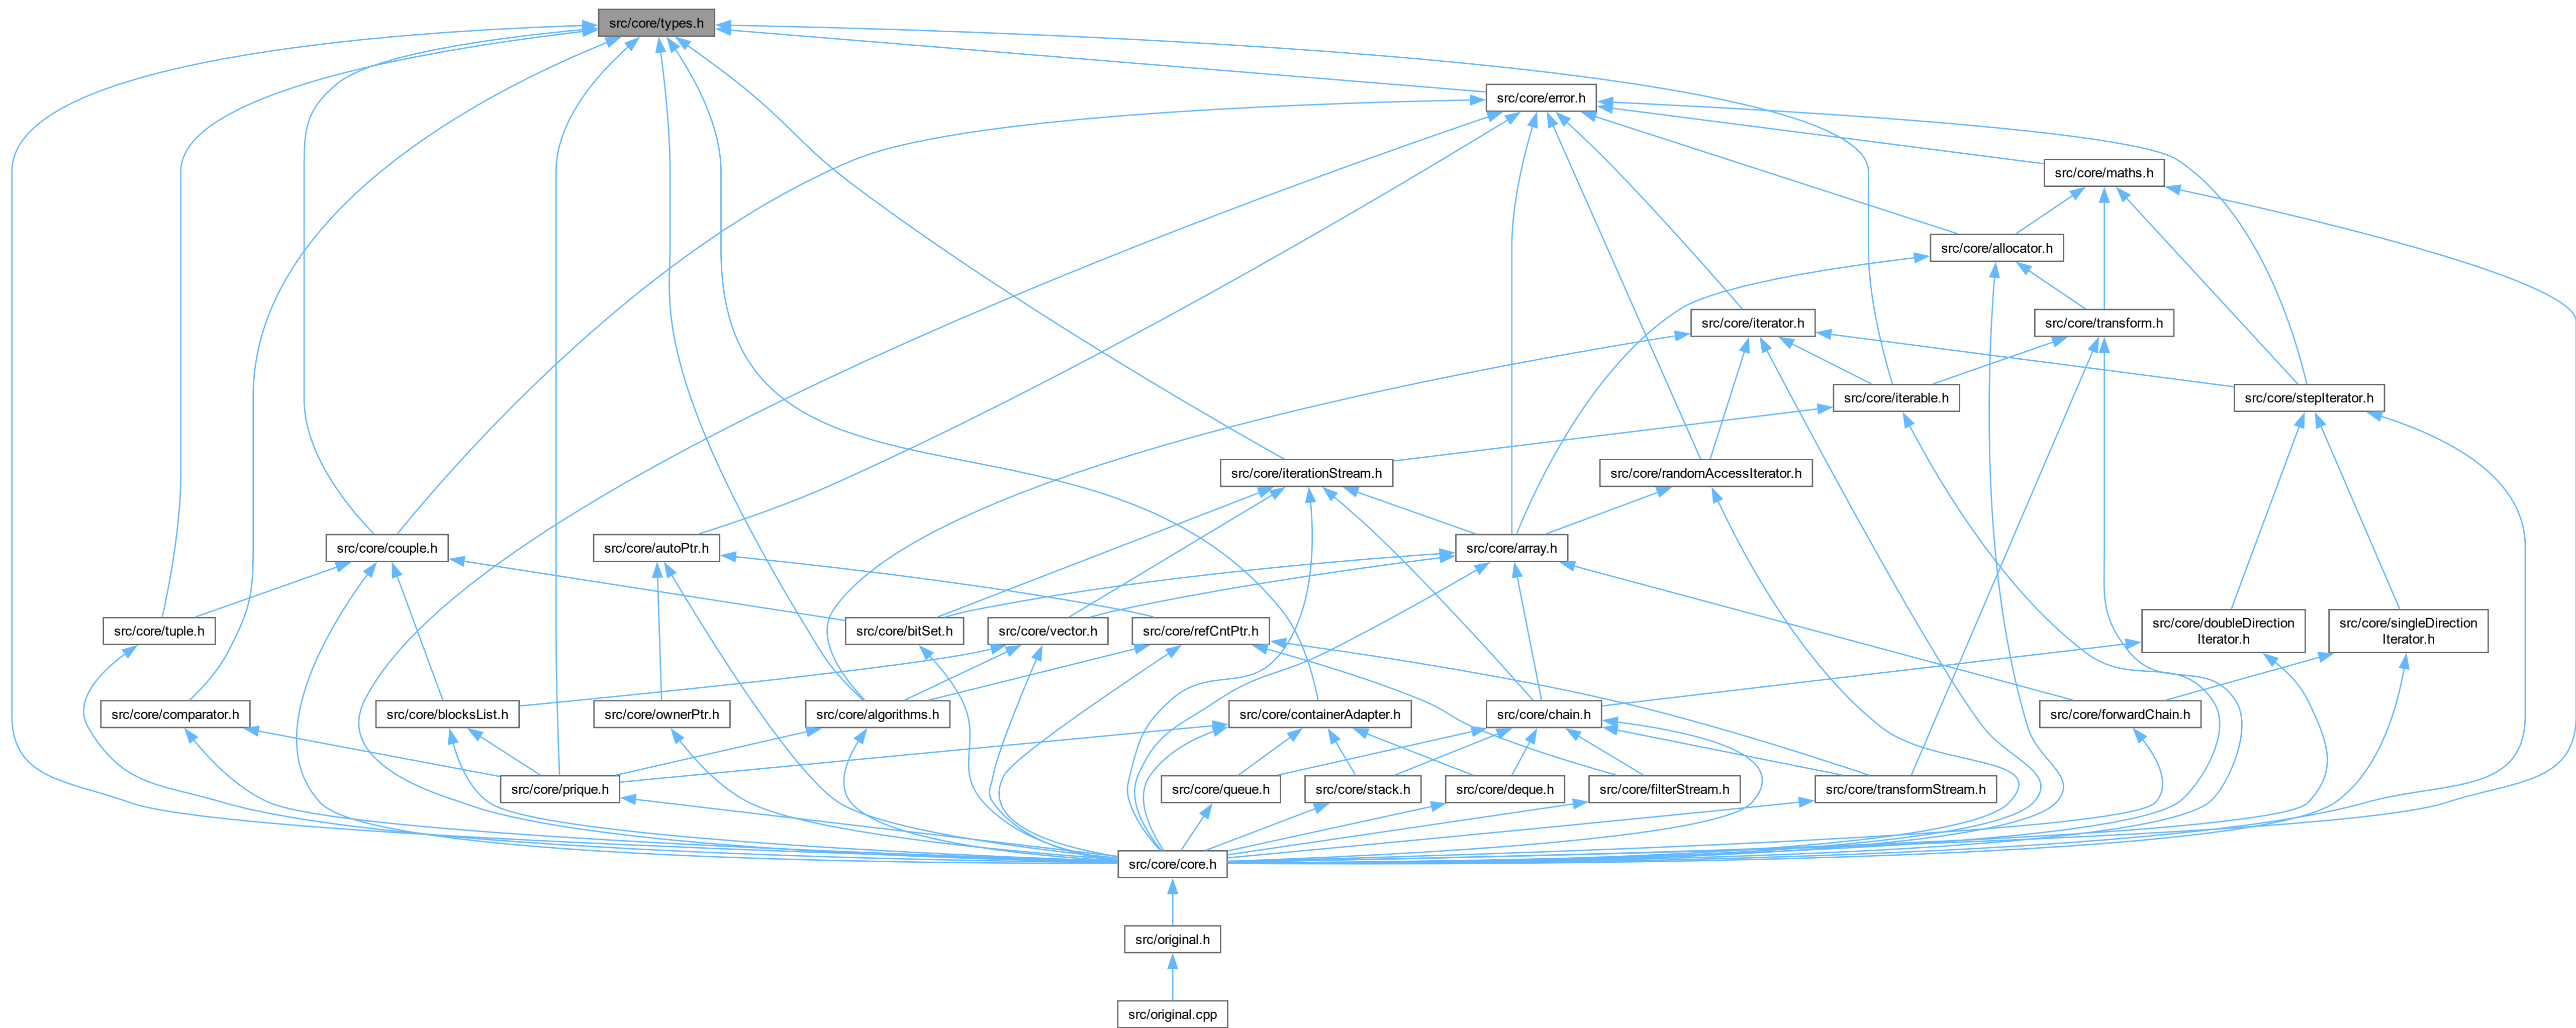 src/core/types.h
src/core/error.h
src/core/maths.h
src/core/allocator.h
src/core/iterator.h
src/core/transform.h
src/core/iterable.h
src/core/stepIterator.h
src/core/iterationStream.h
src/core/randomAccessIterator.h
src/core/couple.h
src/core/autoPtr.h
src/core/array.h
src/core/tuple.h
src/core/bitSet.h
src/core/vector.h
src/core/refCntPtr.h
src/core/doubleDirection
Iterator.h
src/core/singleDirection
Iterator.h
src/core/comparator.h
src/core/blocksList.h
src/core/ownerPtr.h
src/core/algorithms.h
src/core/containerAdapter.h
src/core/chain.h
src/core/forwardChain.h
src/core/prique.h
src/core/queue.h
src/core/stack.h
src/core/deque.h
src/core/filterStream.h
src/core/transformStream.h
src/core/core.h
src/original.h
src/original.cpp